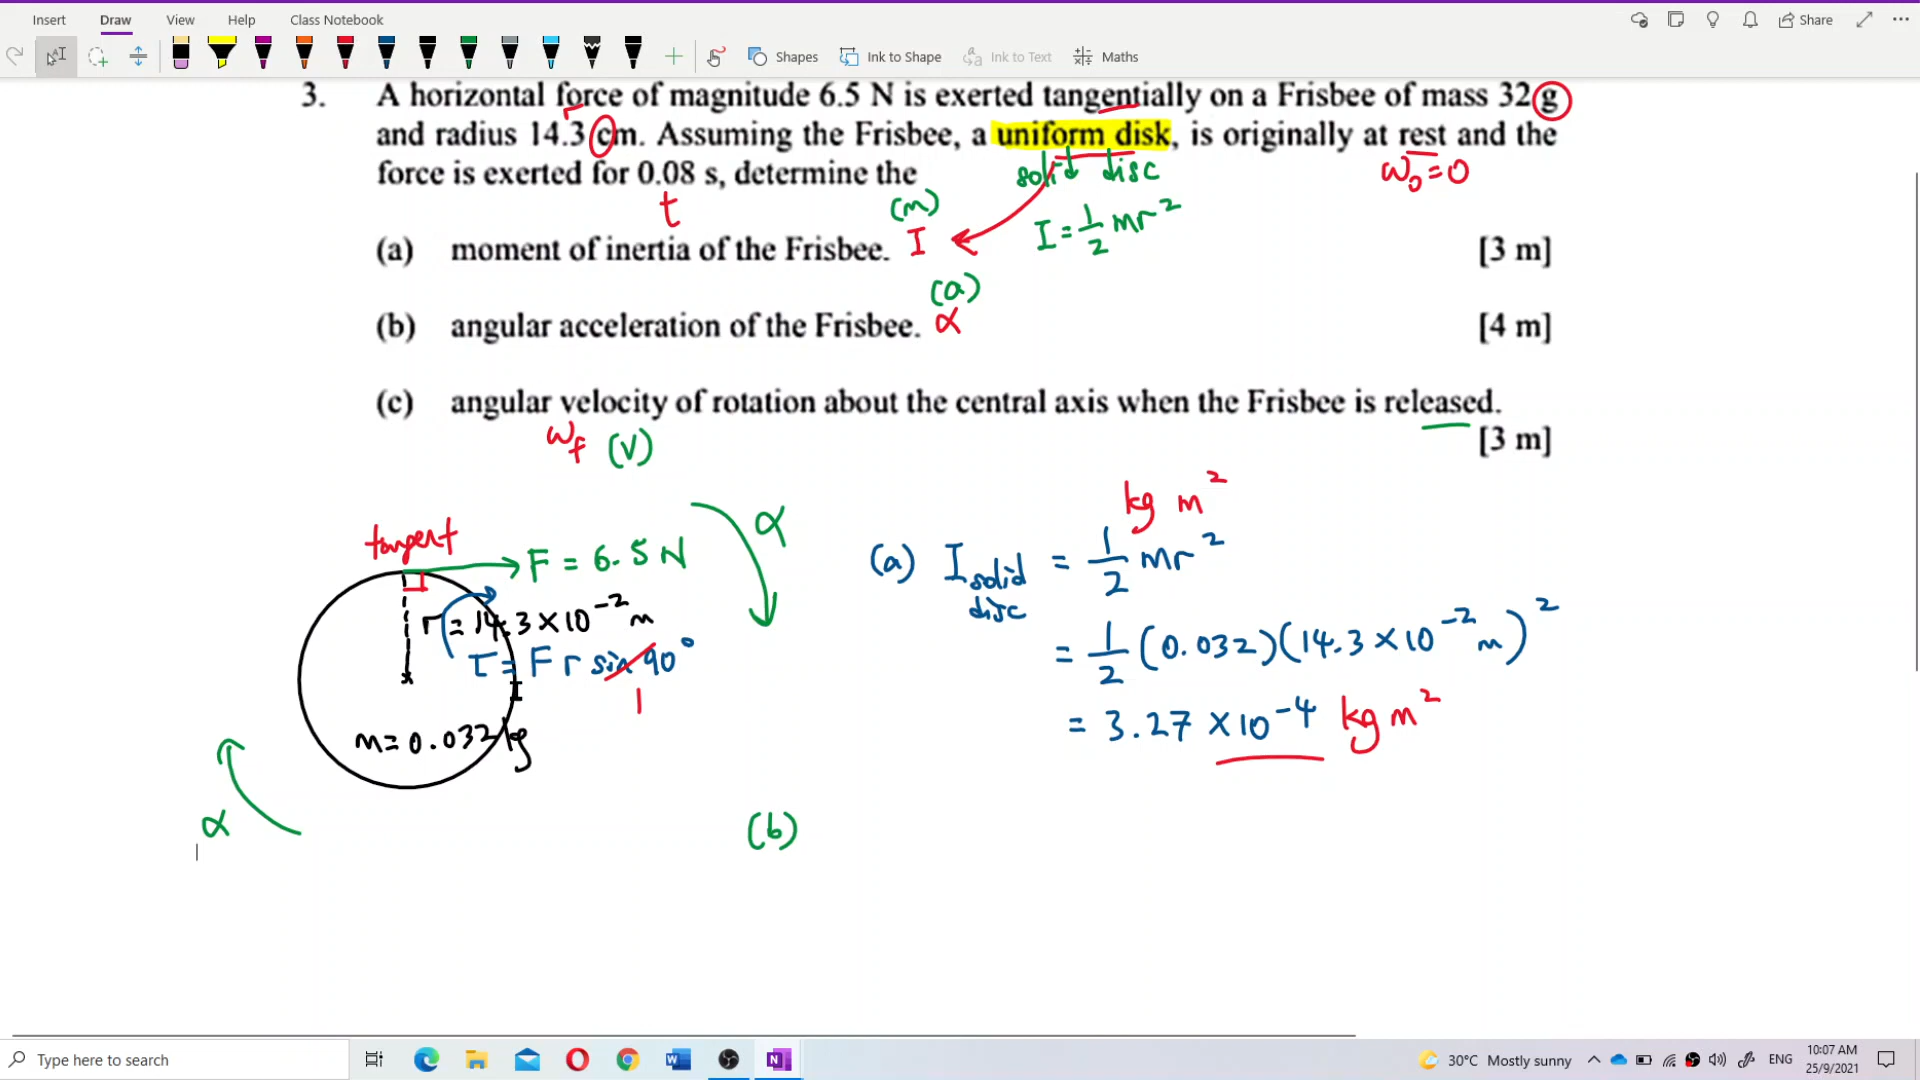 Insert Draw View Help Class Notebook Share
Shapes Ink to Shape Ink to Text Maths
3. A horizontal force of magnitude 6.5 N is exerted tangentially on a Frisbee of mass 32 g
and radius 14.3 cm. Assuming the Frisbee, a uniform disk, is originally at rest and the
force is exerted for 0.08 s, determine the
solid disc
ω₀ = 0
t
(m)
I = 1/2 mr²
(a) moment of inertia of the Frisbee. I [3 m]
(a)
(b) angular acceleration of the Frisbee. α [4 m]
(c) angular velocity of rotation about the central axis when the Frisbee is released.
ωf (v)
[3 m]
tangent
F = 6.5 N
α
r = 14.3 × 10⁻² m
τ = F r sin 90°
1
m = 0.032 kg
α
kg m²
(a) I solid disc = 1/2 mr²
= 1/2 (0.032)(14.3 × 10⁻² m)²
= 3.27 × 10⁻⁴ kg m²
(b)
Type here to search
30°C Mostly sunny
ENG
10:07 AM
25/9/2021